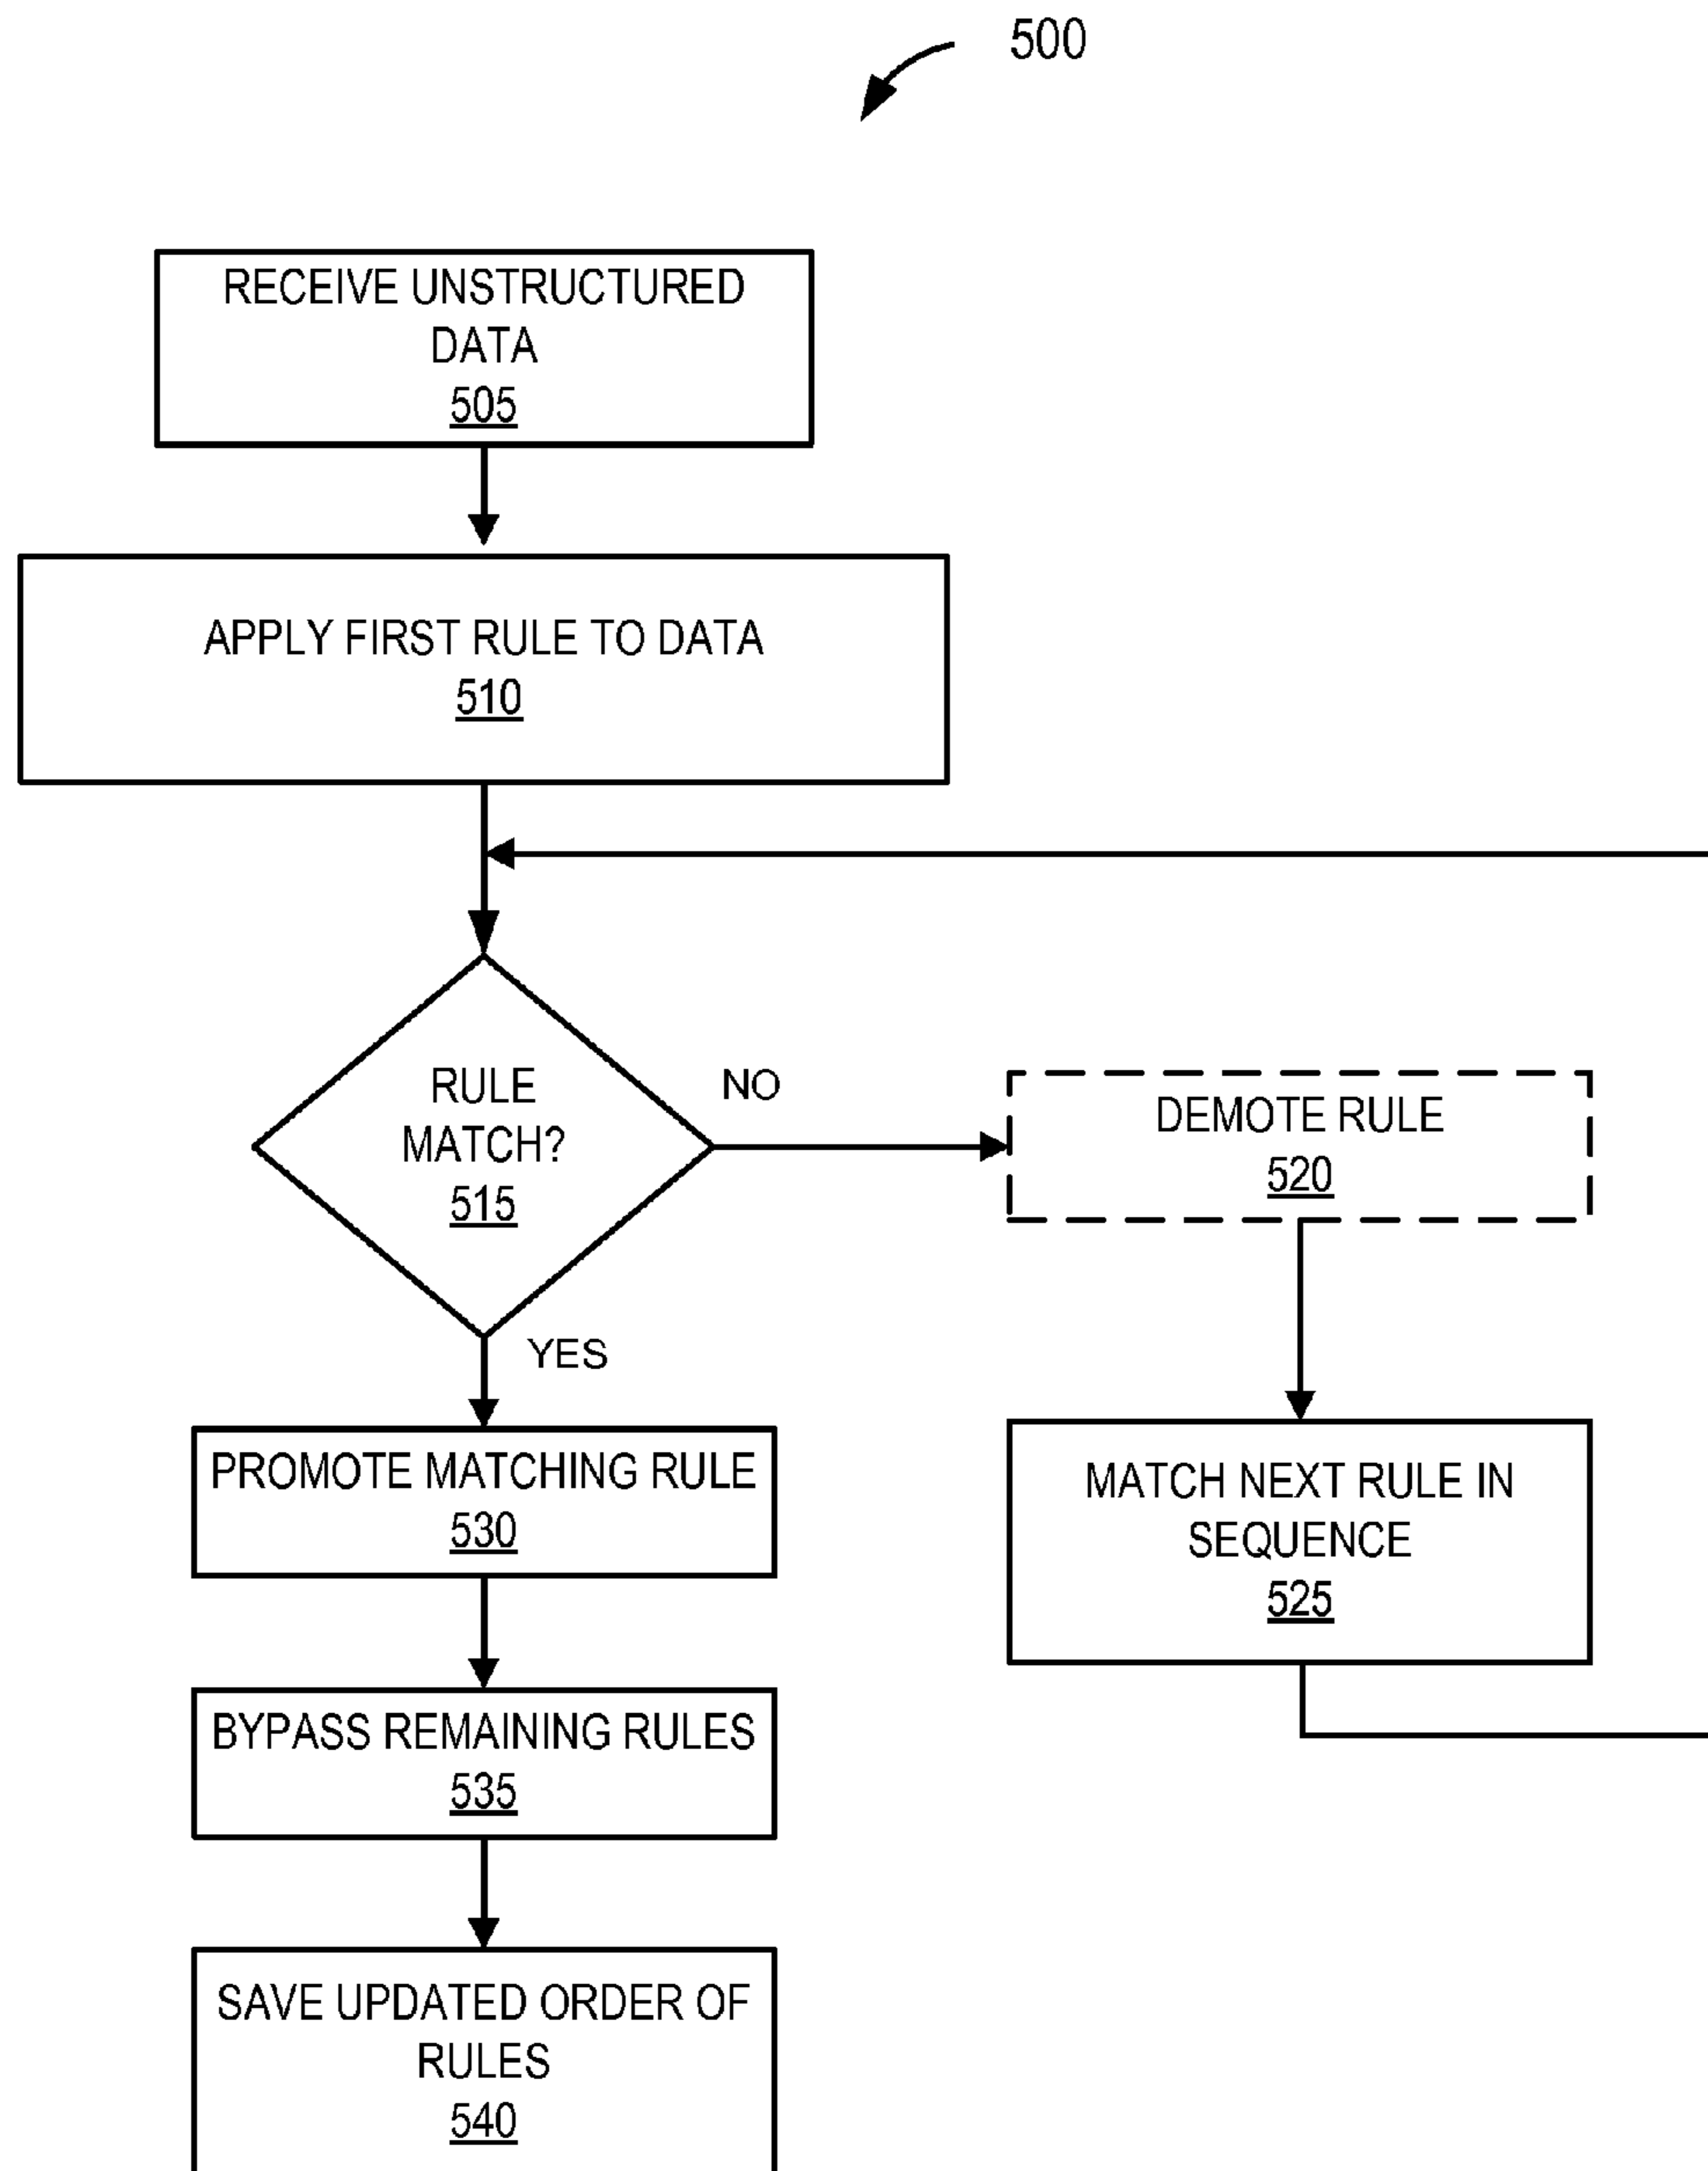 500
RECEIVE UNSTRUCTURED
DATA
505
APPLY FIRST RULE TO DATA
510
RULE
MATCH?
515
NO
DEMOTE RULE
520
YES
MATCH NEXT RULE IN
SEQUENCE
525
PROMOTE MATCHING RULE
530
BYPASS REMAINING RULES
535
SAVE UPDATED ORDER OF
RULES
540